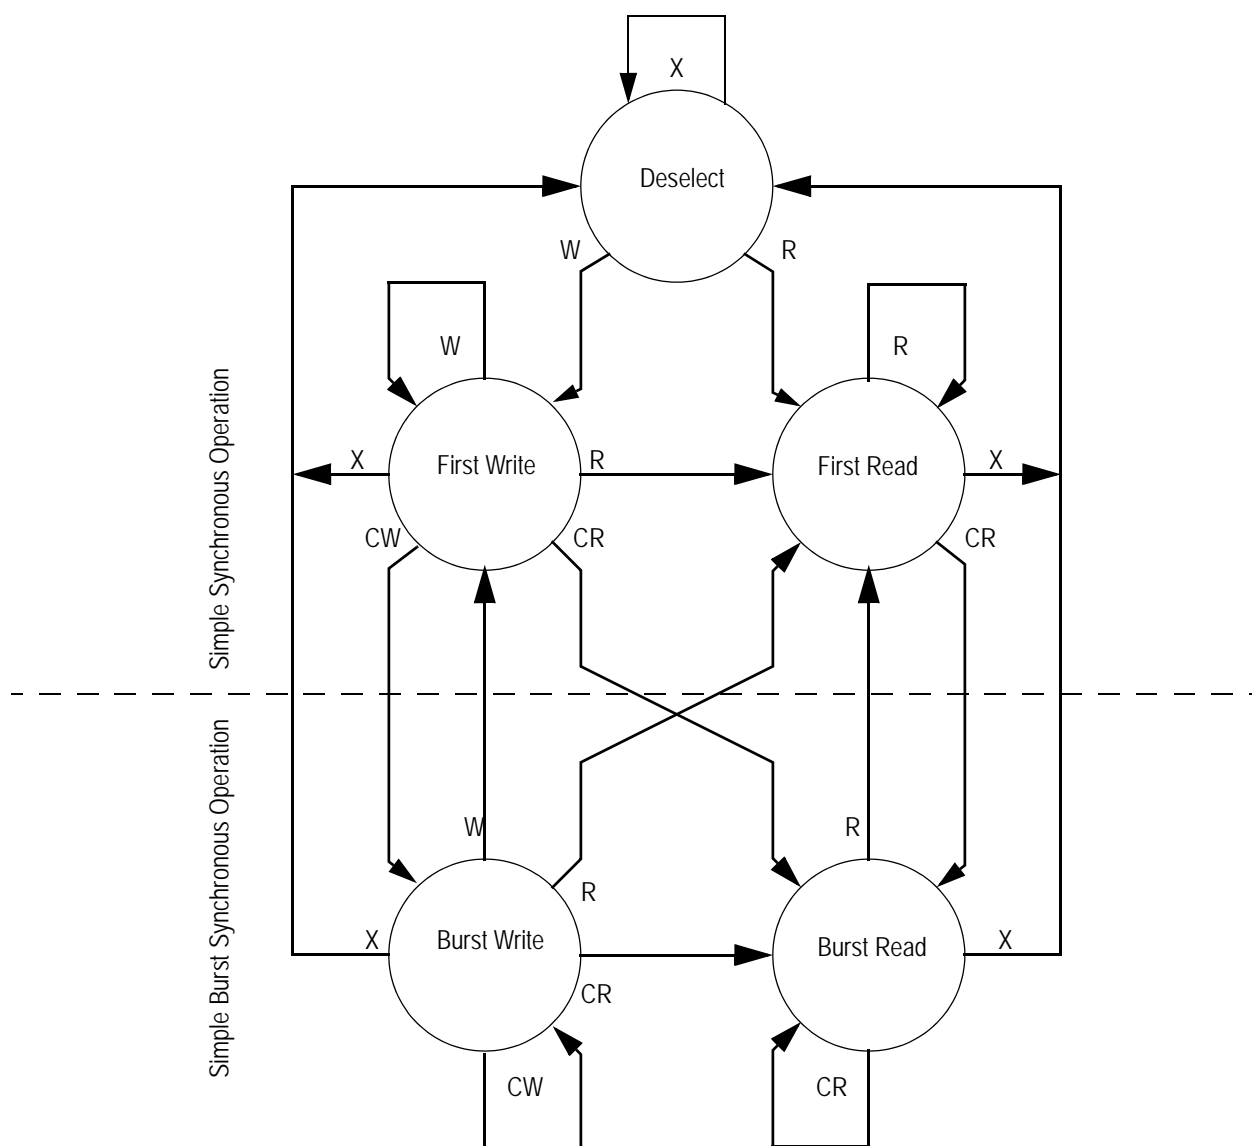 X
Deselect
W
R
W
R
Simple Synchronous Operation
First Write
First Read
X
R
X
CW
CR
CR
Simple Burst Synchronous Operation
W
R
R
X
Burst Write
Burst Read
X
CR
CW
CR